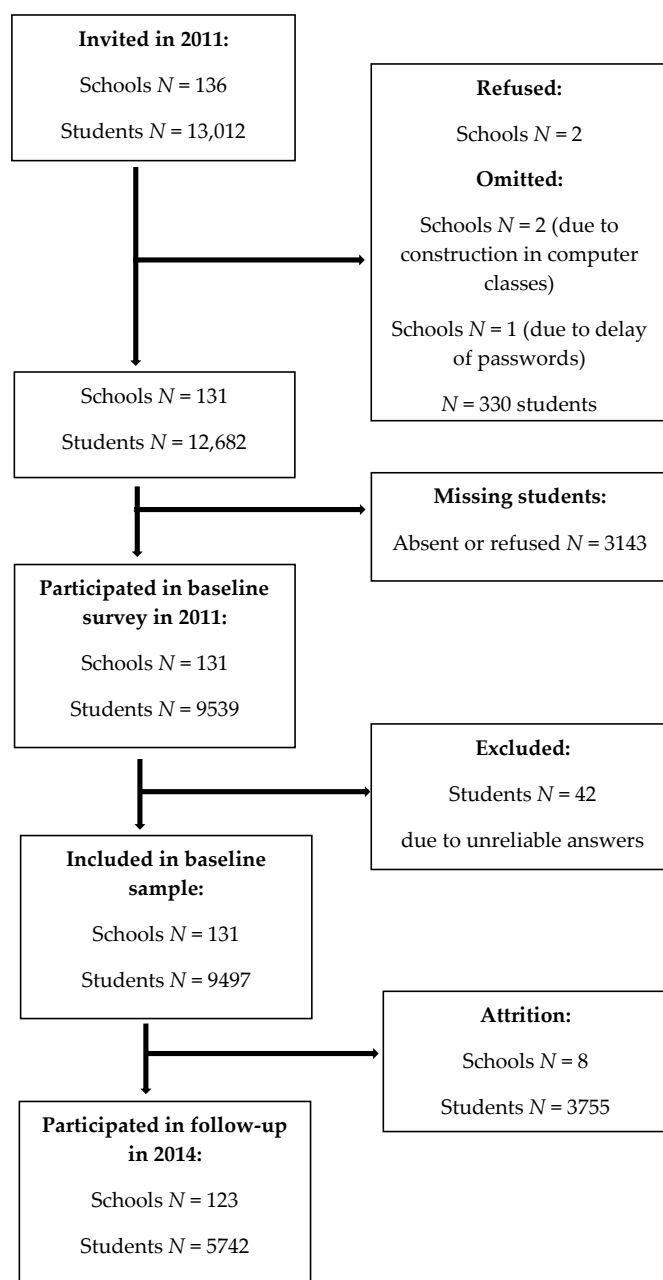 Invited in 2011:
Schools N = 136
Students N = 13,012
Refused:
Schools N = 2
Omitted:
Schools N = 2 (due to
construction in computer
classes)
Schools N = 1 (due to delay
of passwords)
N = 330 students
Schools N = 131
Students N = 12,682
Missing students:
Absent or refused N = 3143
Participated in baseline
survey in 2011:
Schools N = 131
Students N = 9539
Excluded:
Students N = 42
due to unreliable answers
Included in baseline
sample:
Schools N = 131
Students N = 9497
Attrition:
Schools N = 8
Students N = 3755
Participated in follow-up
in 2014:
Schools N = 123
Students N = 5742